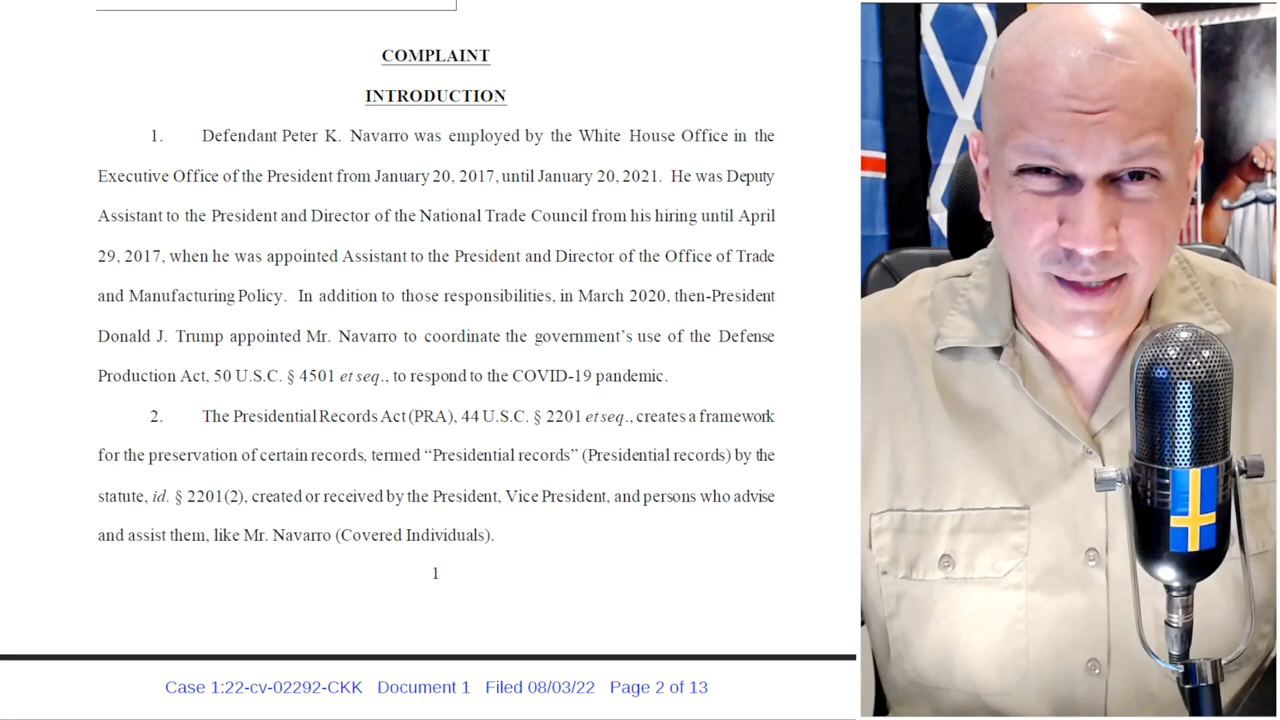 COMPLAINT
INTRODUCTION
1. Defendant Peter K. Navarro was employed by the White House Office in the
Executive Office of the President from January 20, 2017, until January 20, 2021. He was Deputy
Assistant to the President and Director of the National Trade Council from his hiring until April
29, 2017, when he was appointed Assistant to the President and Director of the Office of Trade
and Manufacturing Policy. In addition to those responsibilities, in March 2020, then-President
Donald J. Trump appointed Mr. Navarro to coordinate the government’s use of the Defense
Production Act, 50 U.S.C. § 4501 et seq., to respond to the COVID-19 pandemic.
2. The Presidential Records Act (PRA), 44 U.S.C. § 2201 et seq., creates a framework
for the preservation of certain records, termed “Presidential records” (Presidential records) by the
statute, id. § 2201(2), created or received by the President, Vice President, and persons who advise
and assist them, like Mr. Navarro (Covered Individuals).
1
Case 1:22-cv-02292-CKK Document 1 Filed 08/03/22 Page 2 of 13